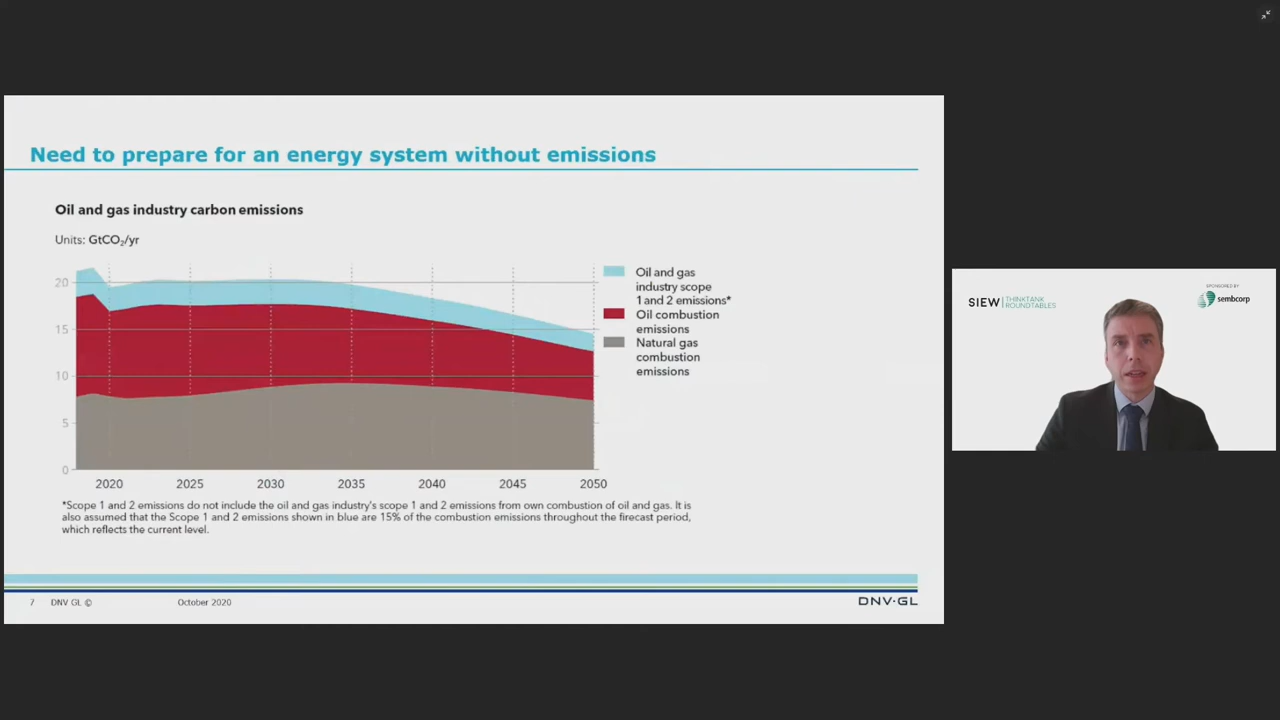 Need to prepare for an energy system without emissions
Oil and gas industry carbon emissions
Units: GtCO₂/yr
20
15
10
5
0
2020 2025 2030 2035 2040 2045 2050
Oil and gas
industry scope
1 and 2 emissions*
Oil combustion
emissions
Natural gas
combustion
emissions
*Scope 1 and 2 emissions do not include the oil and gas industry's scope 1 and 2 emissions from own combustion of oil and gas. It is
also assumed that the Scope 1 and 2 emissions shown in blue are 15% of the combustion emissions throughout the firecast period,
which reflects the current level.
7 DNV GL © October 2020
DNV·GL
SIEW THINKTANK
ROUNDTABLES
SPONSORED BY
sembcorp